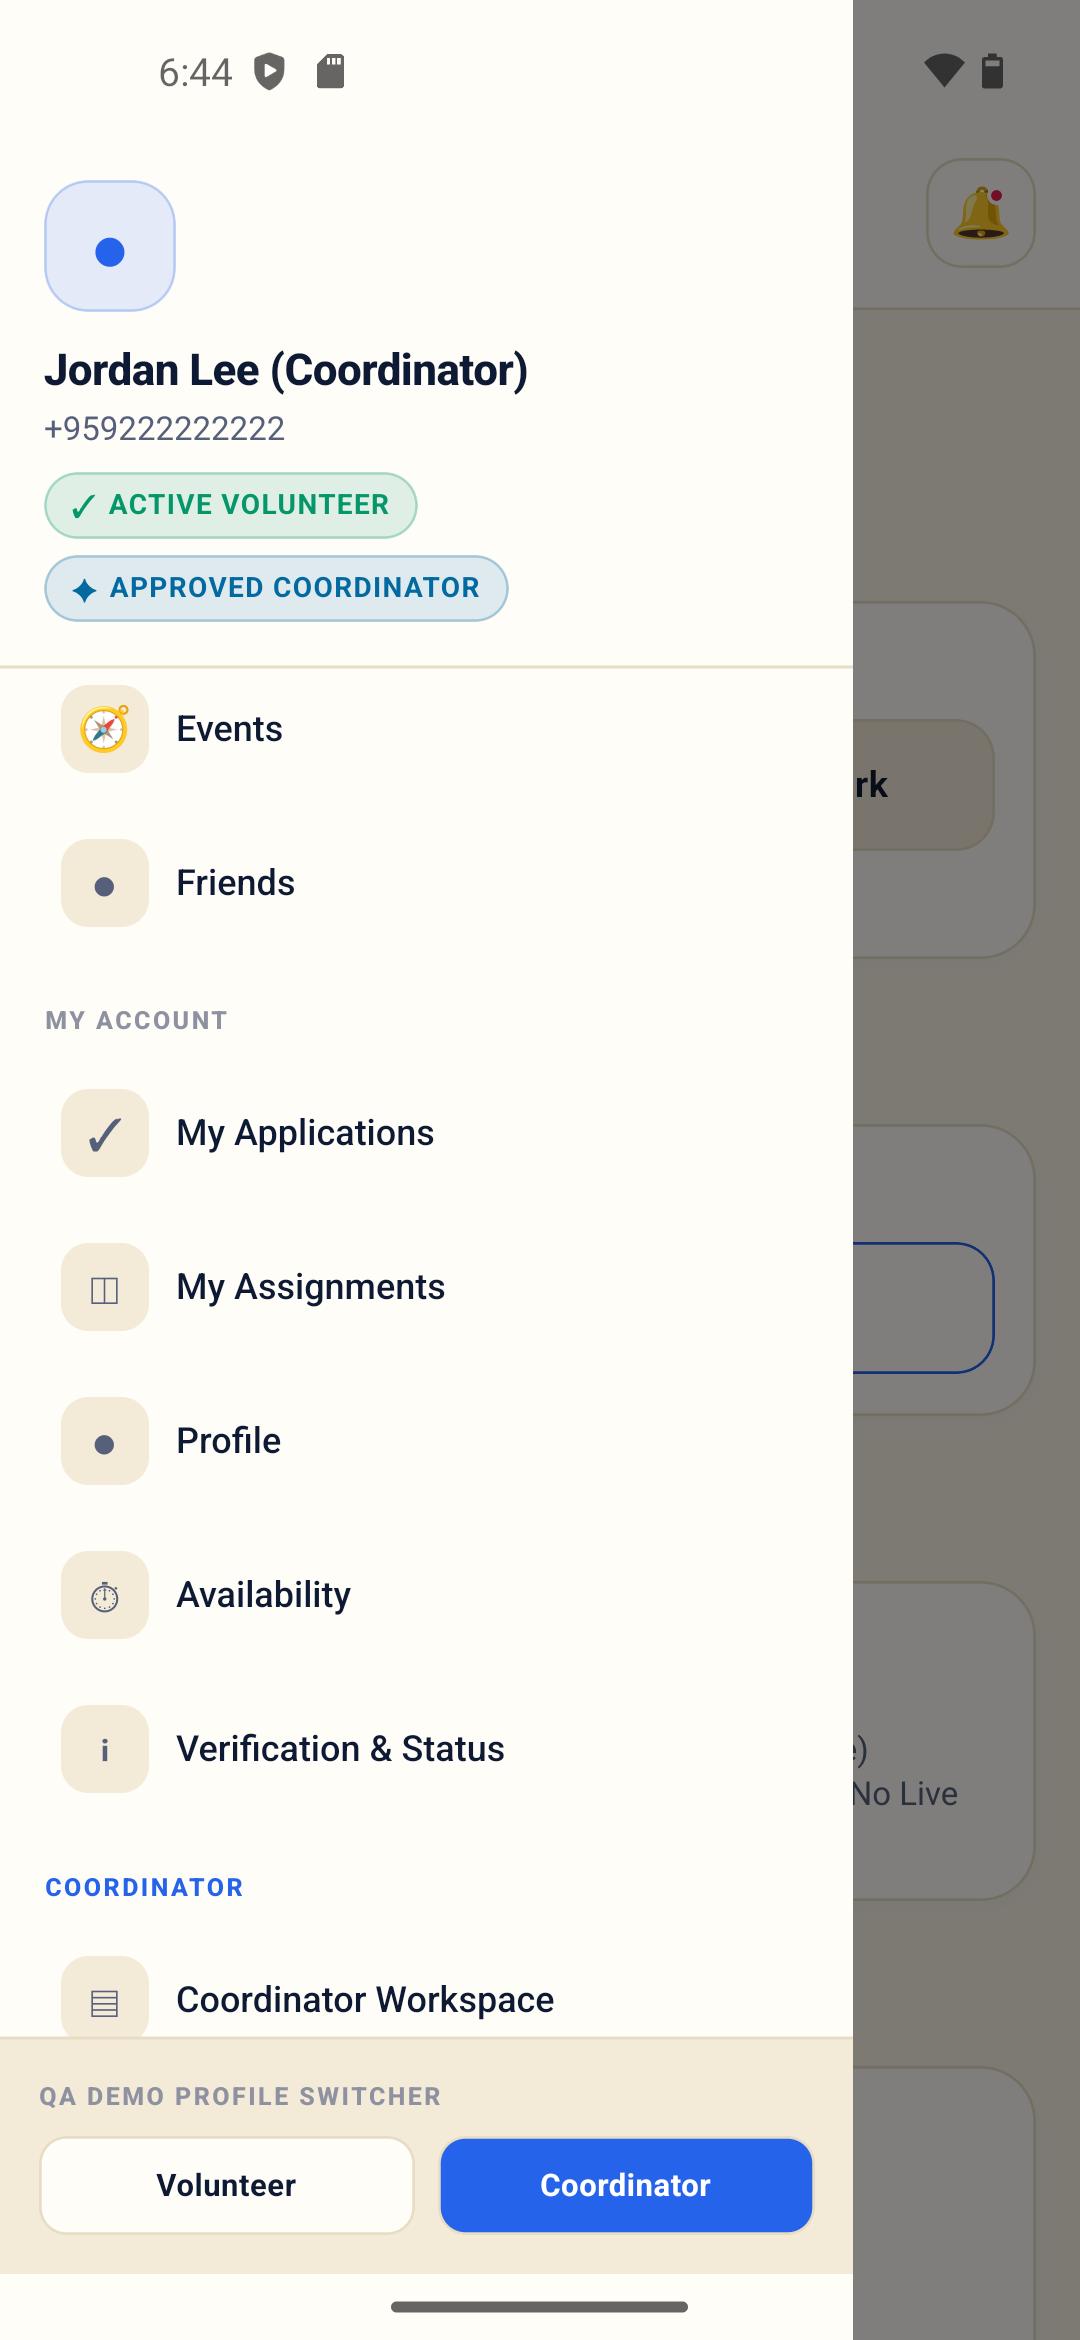 6:44
Jordan Lee (Coordinator)
+959222222222
✓ ACTIVE VOLUNTEER
✦ APPROVED COORDINATOR
Events
rk
Friends
MY ACCOUNT
My Applications
My Assignments
Profile
Availability
i Verification & Status
e)
No Live
COORDINATOR
Coordinator Workspace
QA DEMO PROFILE SWITCHER
Volunteer
Coordinator